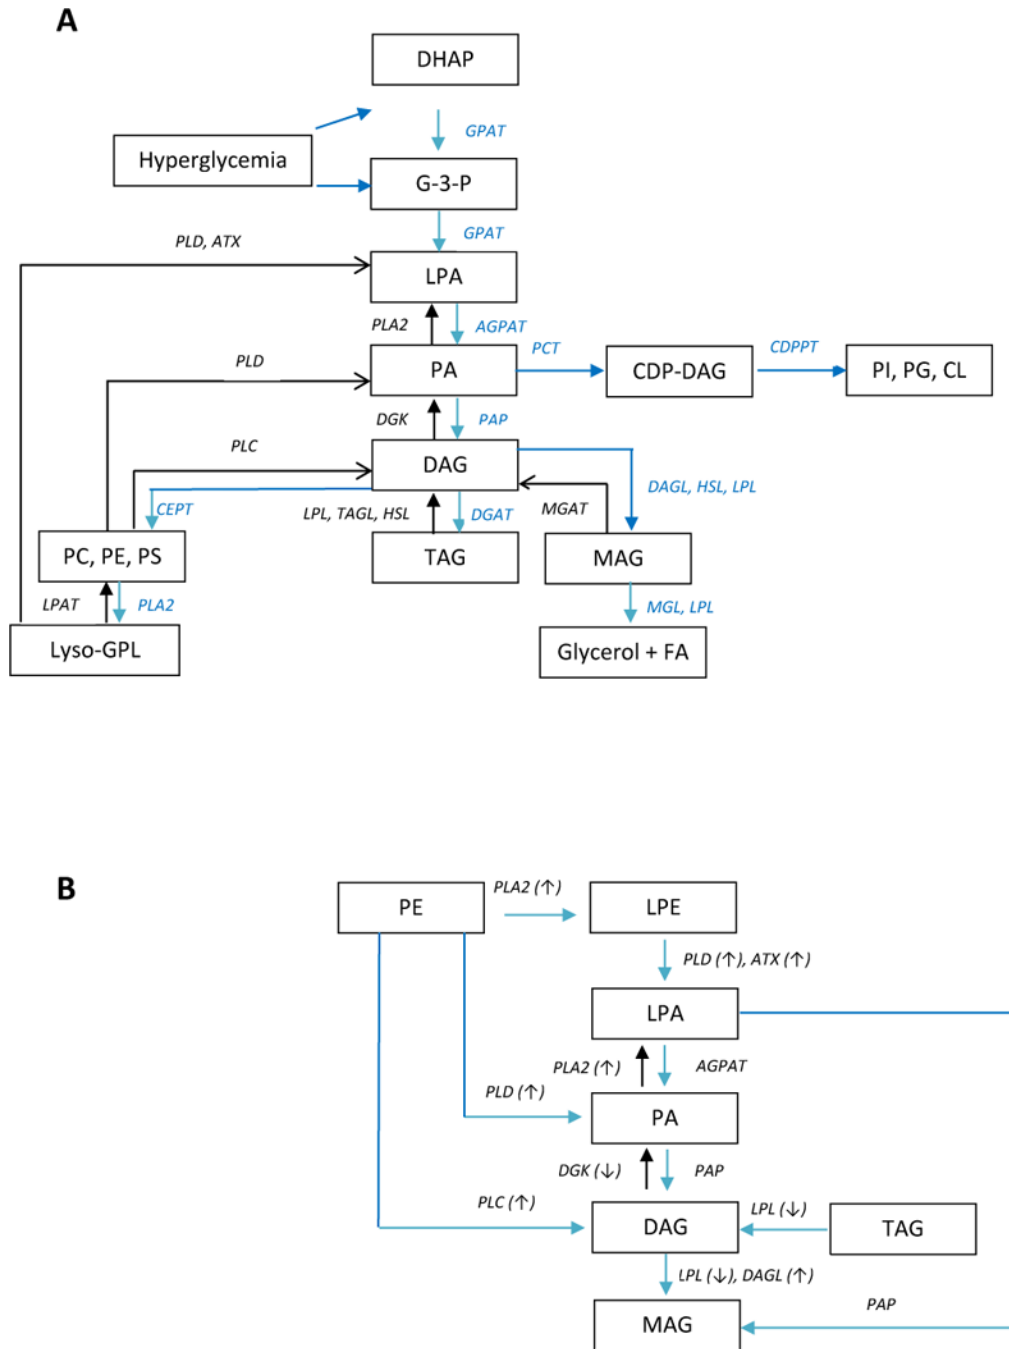 A
DHAP
GPAT
Hyperglycemia
G-3-P
GPAT
PLD, ATX
LPA
PLA2
AGPAT
PCT
CDPPT
PLD
PA
CDP-DAG
PI, PG, CL
DGK
PAP
PLC
DAG
DAGL, HSL, LPL
CEPT
LPL, TAGL, HSL
DGAT
MGAT
PC, PE, PS
TAG
MAG
LPAT
PLA2
MGL, LPL
Lyso-GPL
Glycerol + FA
B
PE
PLA2 (↑)
LPE
PLD (↑), ATX (↑)
LPA
PLA2 (↑)
AGPAT
PLD (↑)
PA
DGK (↓)
PAP
PLC (↑)
DAG
LPL (↓)
TAG
LPL (↓), DAGL (↑)
MAG
PAP